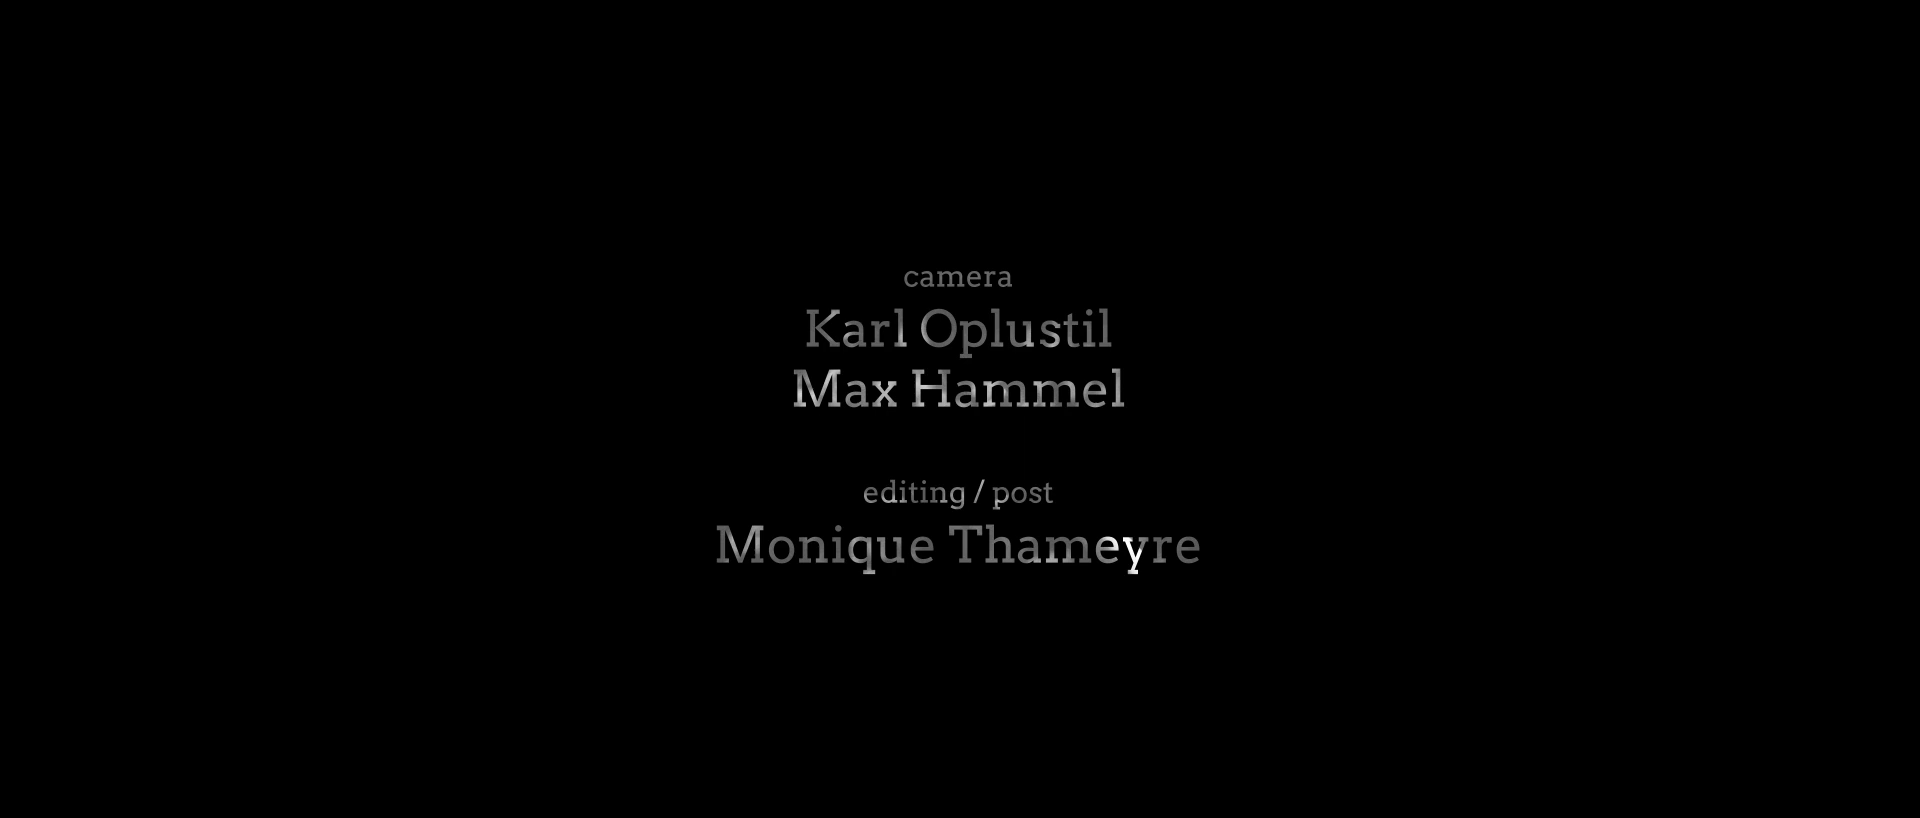 camera
Karl Oplustil
Max Hammel
editing / post
Monique Thameyre